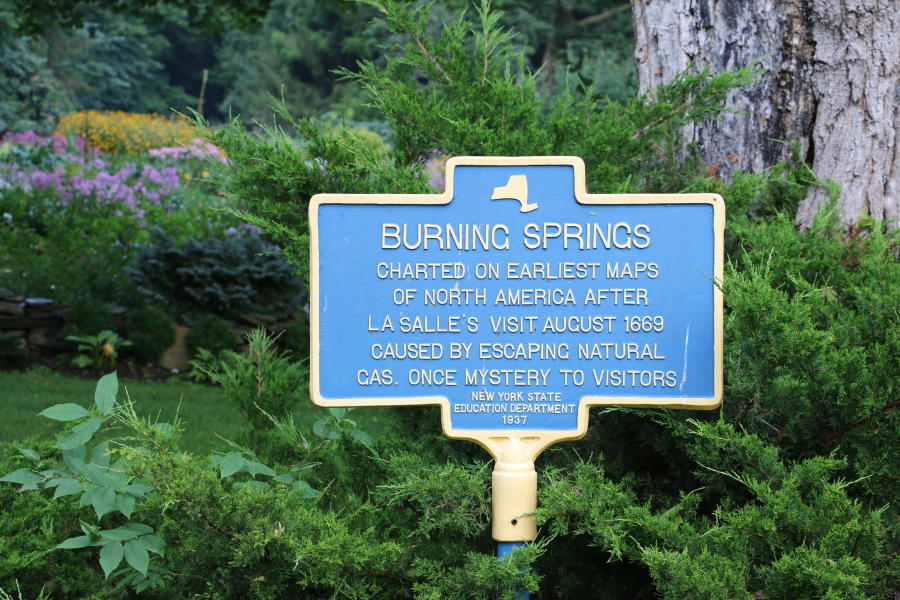 BURNING SPRINGS
CHARTED ON EARLIEST MAPS
OF NORTH AMERICA AFTER
LA SALLE'S VISIT AUGUST 1669
CAUSED BY ESCAPING NATURAL
GAS. ONCE MYSTERY TO VISITORS
NEW YORK STATE
EDUCATION DEPARTMENT
1937